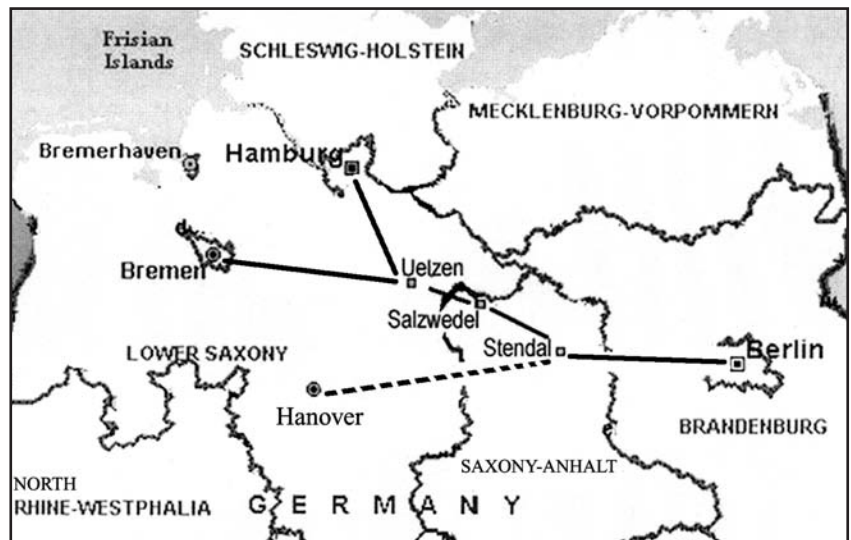 Frisian
Islands
SCHLESWIG-HOLSTEIN
MECKLENBURG-VORPOMMERN
Bremerhaven
Hamburg
Bremen
Uelzen
Salzwedel
Stendal
Berlin
LOWER SAXONY
Hanover
BRANDENBURG
SAXONY-ANHALT
NORTH
RHINE-WESTPHALIA
GERMANY